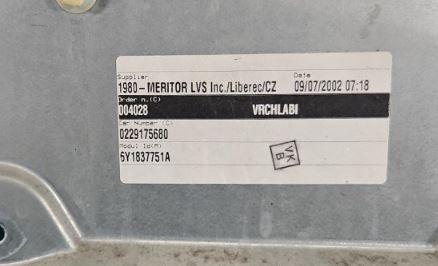 Supplier Date
1980- MERITOR LVS Inc./Liberec/CZ 09/07/2002 07:18
Order n.(C)
004028 VRCHLABI
Car Number (C)
0229175680
Modul Id(M)
6Y1837751A
VK
B